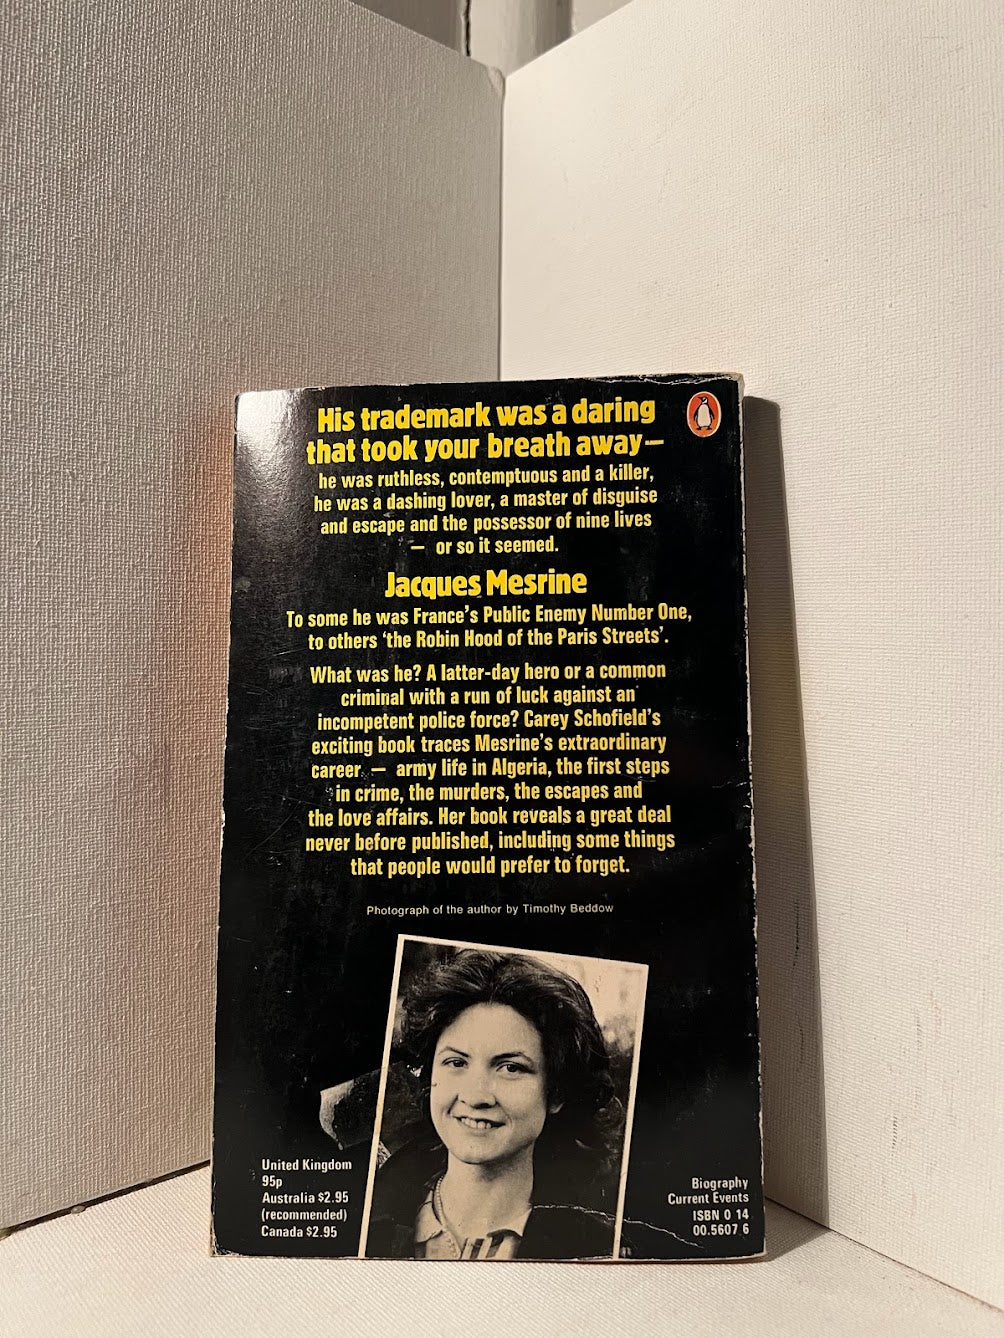 His trademark was a daring
that took your breath away—
he was ruthless, contemptuous and a killer,
he was a dashing lover, a master of disguise
and escape and the possessor of nine lives
— or so it seemed.
Jacques Mesrine
To some he was France's Public Enemy Number One,
to others 'the Robin Hood of the Paris Streets'.
What was he? A latter-day hero or a common
criminal with a run of luck against an
incompetent police force? Carey Schofield's
exciting book traces Mesrine's extraordinary
career — army life in Algeria, the first steps
in crime, the murders, the escapes and
the love affairs. Her book reveals a great deal
never before published, including some things
that people would prefer to forget.
Photograph of the author by Timothy Beddow
United Kingdom
95p
Australia $2.95
(recommended)
Canada $2.95
Biography
Current Events
ISBN 0 14
00.5607 6